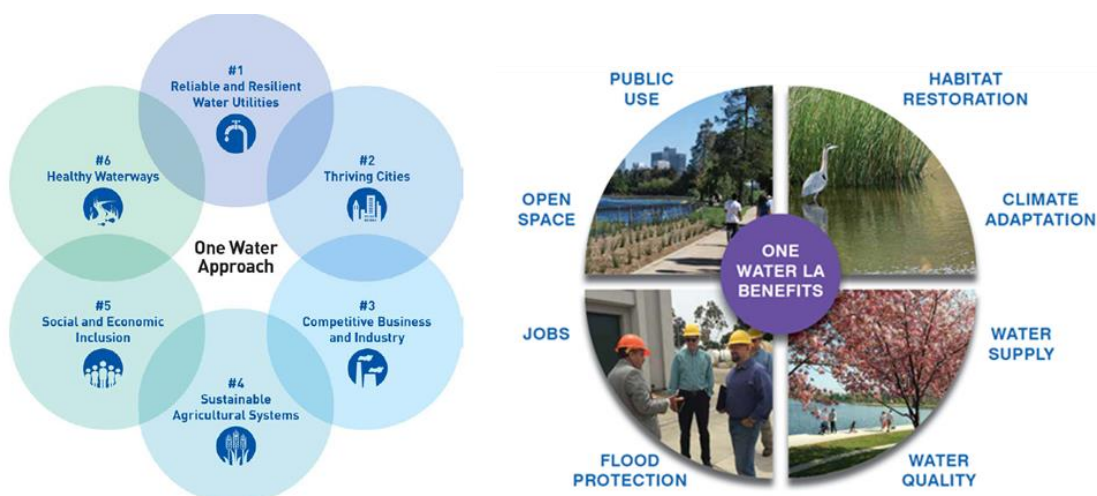 #1
Reliable and Resilient
Water Utilities
#2
Thriving Cities
#3
Competitive Business
and Industry
#4
Sustainable
Agricultural Systems
#5
Social and Economic
Inclusion
#6
Healthy Waterways
One Water
Approach
PUBLIC
USE
HABITAT
RESTORATION
OPEN
SPACE
CLIMATE
ADAPTATION
ONE
WATER LA
BENEFITS
JOBS
WATER
SUPPLY
FLOOD
PROTECTION
WATER
QUALITY